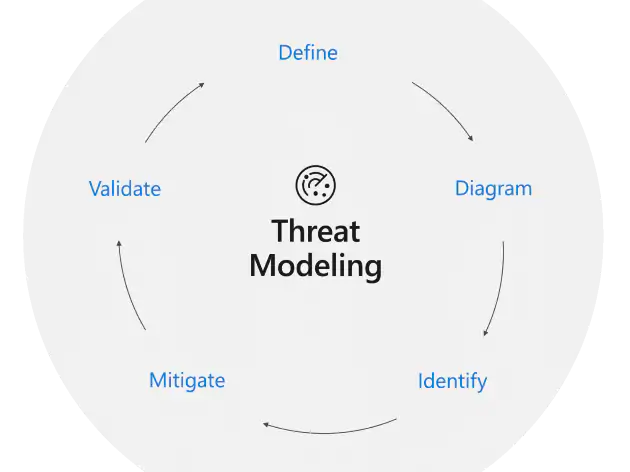 Define
Validate
Diagram
Threat
Modeling
Mitigate
Identify